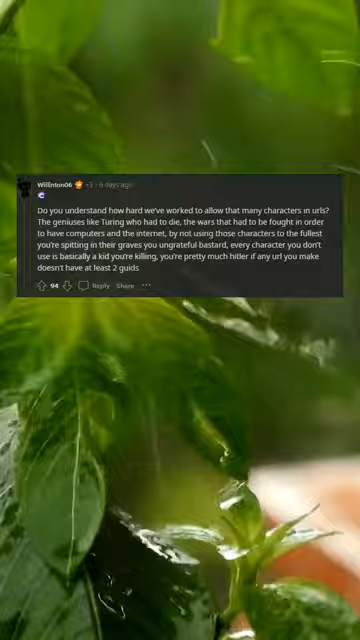 Willinton06 +3 · 6 days ago
Do you understand how hard we've worked to allow that many characters in urls?
The geniuses like Turing who had to die, the wars that had to be fought in order
to have computers and the internet, by not using those characters to the fullest
you're spitting in their graves you ungrateful bastard, every character you don't
use is basically a kid you're killing, you're pretty much hitler if any url you make
doesn't have at least 2 guids
94 Reply Share ···